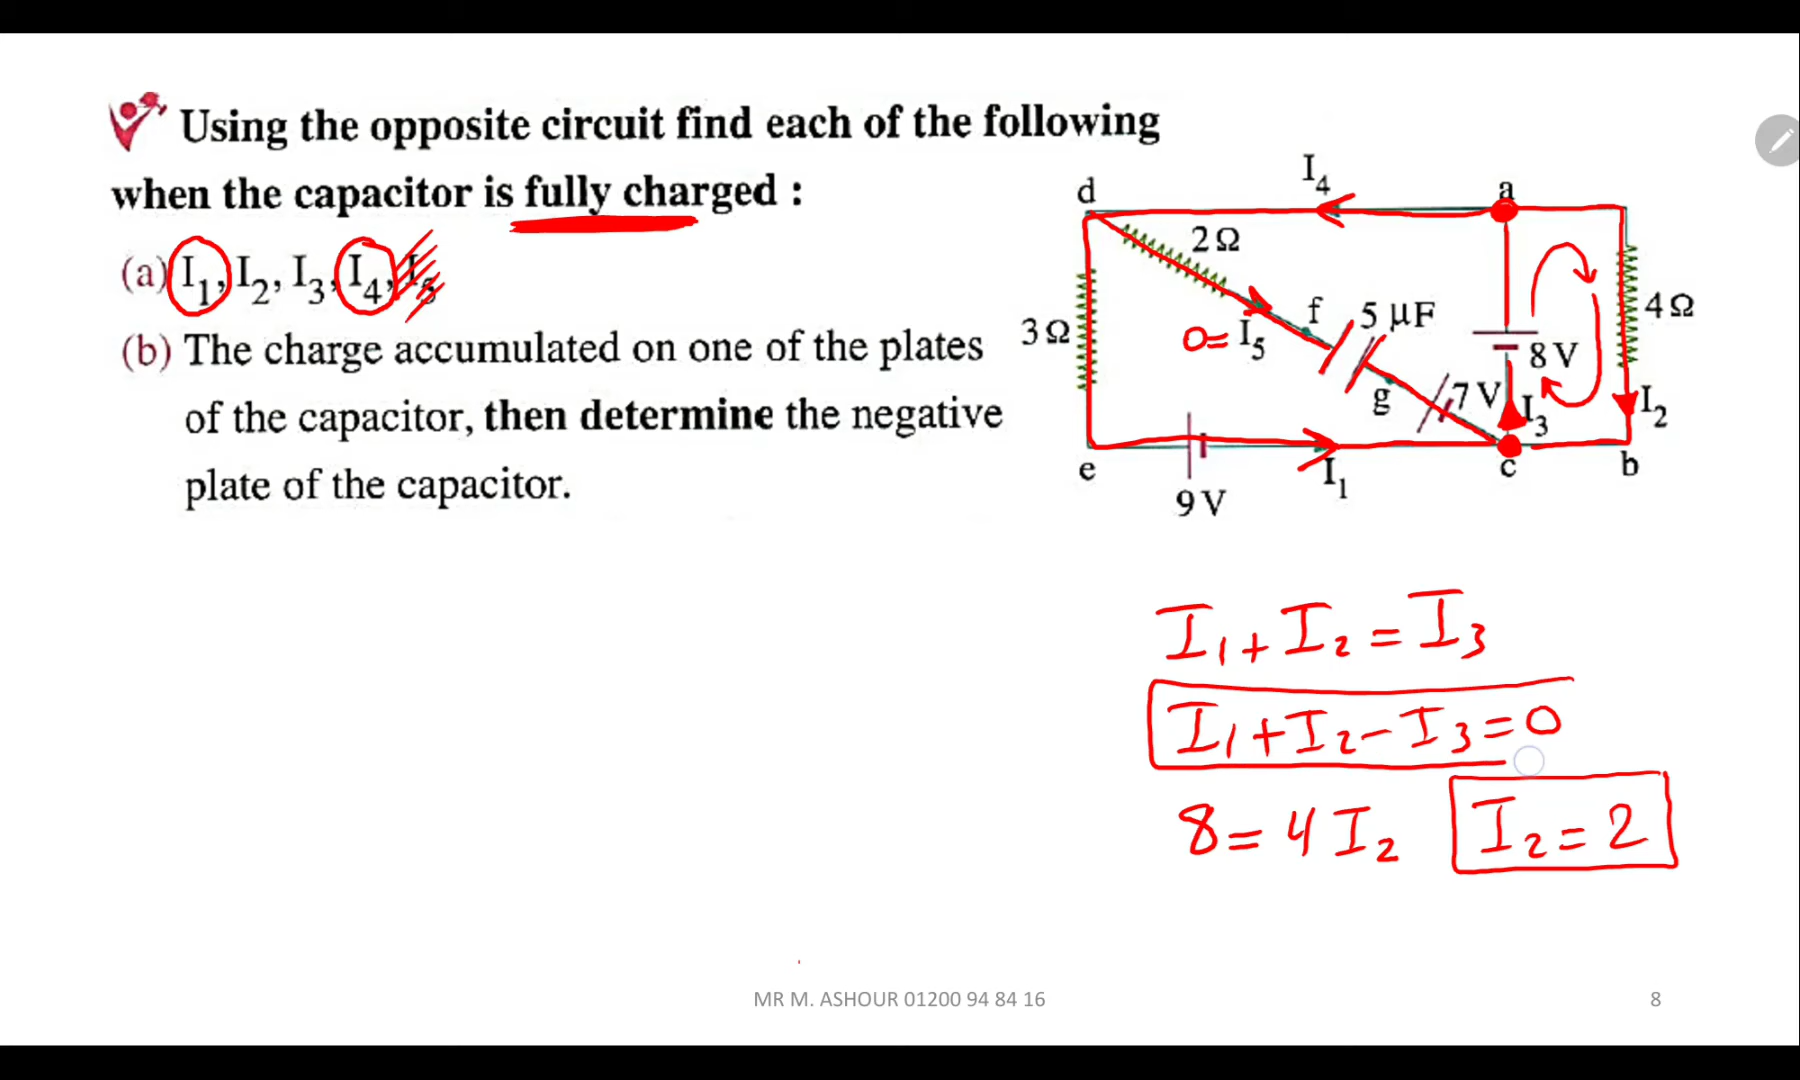 Using the opposite circuit find each of the following
when the capacitor is fully charged :
(a) I₁, I₂, I₃, I₄, I₅
(b) The charge accumulated on one of the plates
of the capacitor, then determine the negative
plate of the capacitor.
d
I₄
a
2 Ω
3 Ω
0= I₅
f
5 μF
g
7 V
8 V
I₃
4 Ω
I₂
e
9 V
I₁
c
b
I₁ + I₂ = I₃
I₁ + I₂ - I₃ = 0
8 = 4 I₂
I₂ = 2
MR M. ASHOUR 01200 94 84 16
8